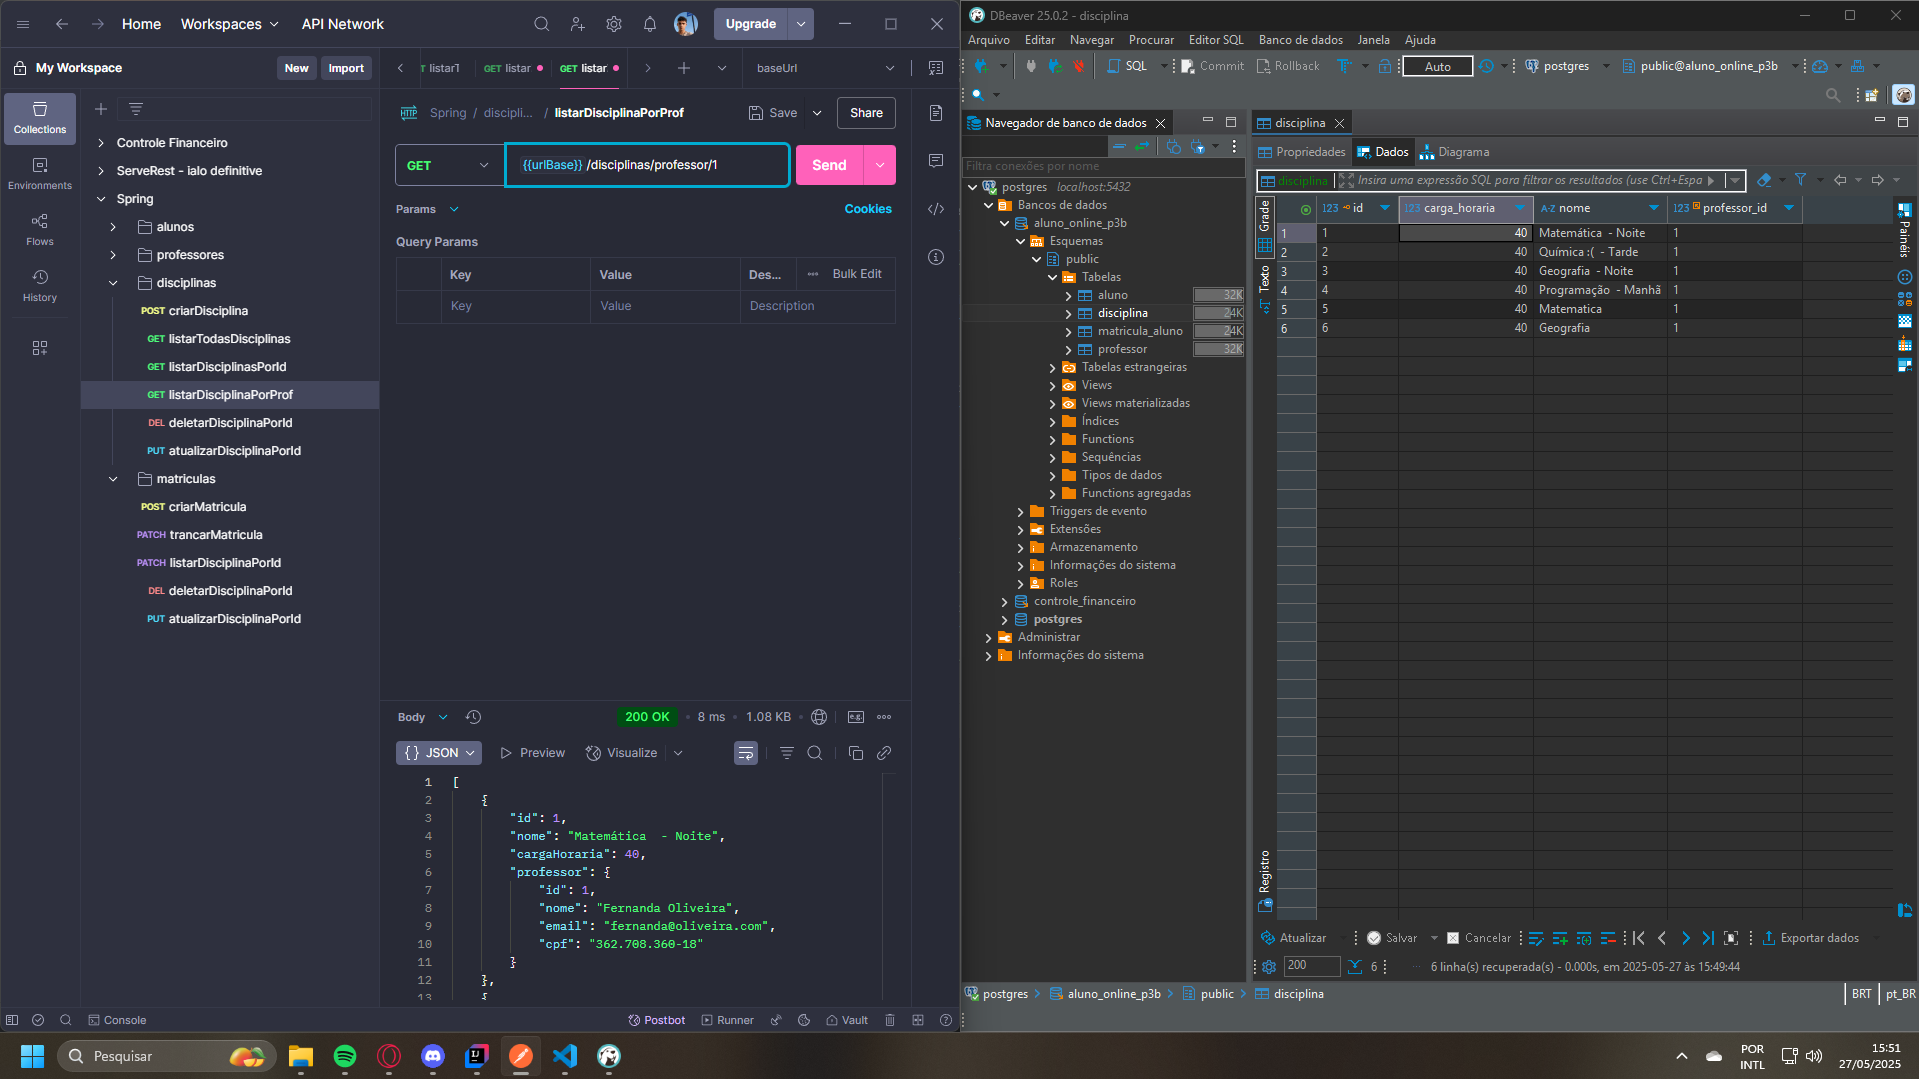 Home
Workspaces
API Network
Upgrade
My Workspace
New
Import
Collections
Environments
Flows
History
Controle Financeiro
ServeRest - ialo definitive
Spring
alunos
professores
disciplinas
POST criarDisciplina
GET listarTodasDisciplinas
GET listarDisciplinasPorId
GET listarDisciplinaPorProf
DEL deletarDisciplinaPorId
PUT atualizarDisciplinaPorId
matriculas
POST criarMatricula
PATCH trancarMatricula
PATCH listarDisciplinaPorId
DEL deletarDisciplinaPorId
PUT atualizarDisciplinaPorId
GET listar
GET listar
baseUrl
HTTP Spring / discipli... / listarDisciplinaPorProf
Save
Share
GET
{{urlBase}} /disciplinas/professor/1
Send
Params
Cookies
Query Params
Key Value Des... Bulk Edit
Key Value Description
Body
200 OK • 8 ms • 1.08 KB
e.g.
{} JSON
Preview
Visualize
1 [
2 {
3 "id": 1,
4 "nome": "Matemática  - Noite",
5 "cargaHoraria": 40,
6 "professor": {
7 "id": 1,
8 "nome": "Fernanda Oliveira",
9 "email": "fernanda@oliveira.com",
10 "cpf": "362.708.360-18"
11 }
12 },
13 {
Console
Postbot
Runner
Vault
DBeaver 25.0.2 - disciplina
Arquivo Editar Navegar Procurar Editor SQL Banco de dados Janela Ajuda
SQL
Commit
Rollback
Auto
postgres
public@aluno_online_p3b
Navegador de banco de dados
Filtra conexões por nome
postgres localhost:5432
Bancos de dados
aluno_online_p3b
Esquemas
public
Tabelas
aluno 32K
disciplina 24K
matricula_aluno 24K
professor 32K
Tabelas estrangeiras
Views
Views materializadas
Índices
Functions
Sequências
Tipos de dados
Functions agregadas
Triggers de evento
Extensões
Armazenamento
Informações do sistema
Roles
controle_financeiro
postgres
Administrar
Informações do sistema
disciplina
Propriedades
Dados
Diagrama
disciplina
Insira uma expressão SQL para filtrar os resultados (use Ctrl+Espa
Grade
Texto
Registro
Painéis
123 id 123 carga_horaria A-Z nome 123 professor_id
1 1 40 Matemática  - Noite 1
2 2 40 Química :(  - Tarde 1
3 3 40 Geografia  - Noite 1
4 4 40 Programação  - Manhã 1
5 5 40 Matematica 1
6 6 40 Geografia 1
Atualizar
Salvar
Cancelar
Exportar dados
200
6
6 linha(s) recuperada(s) - 0.000s, em 2025-05-27 às 15:49:44
postgres
aluno_online_p3b
public
disciplina
BRT
pt_BR
Pesquisar
POR
INTL
15:51
27/05/2025